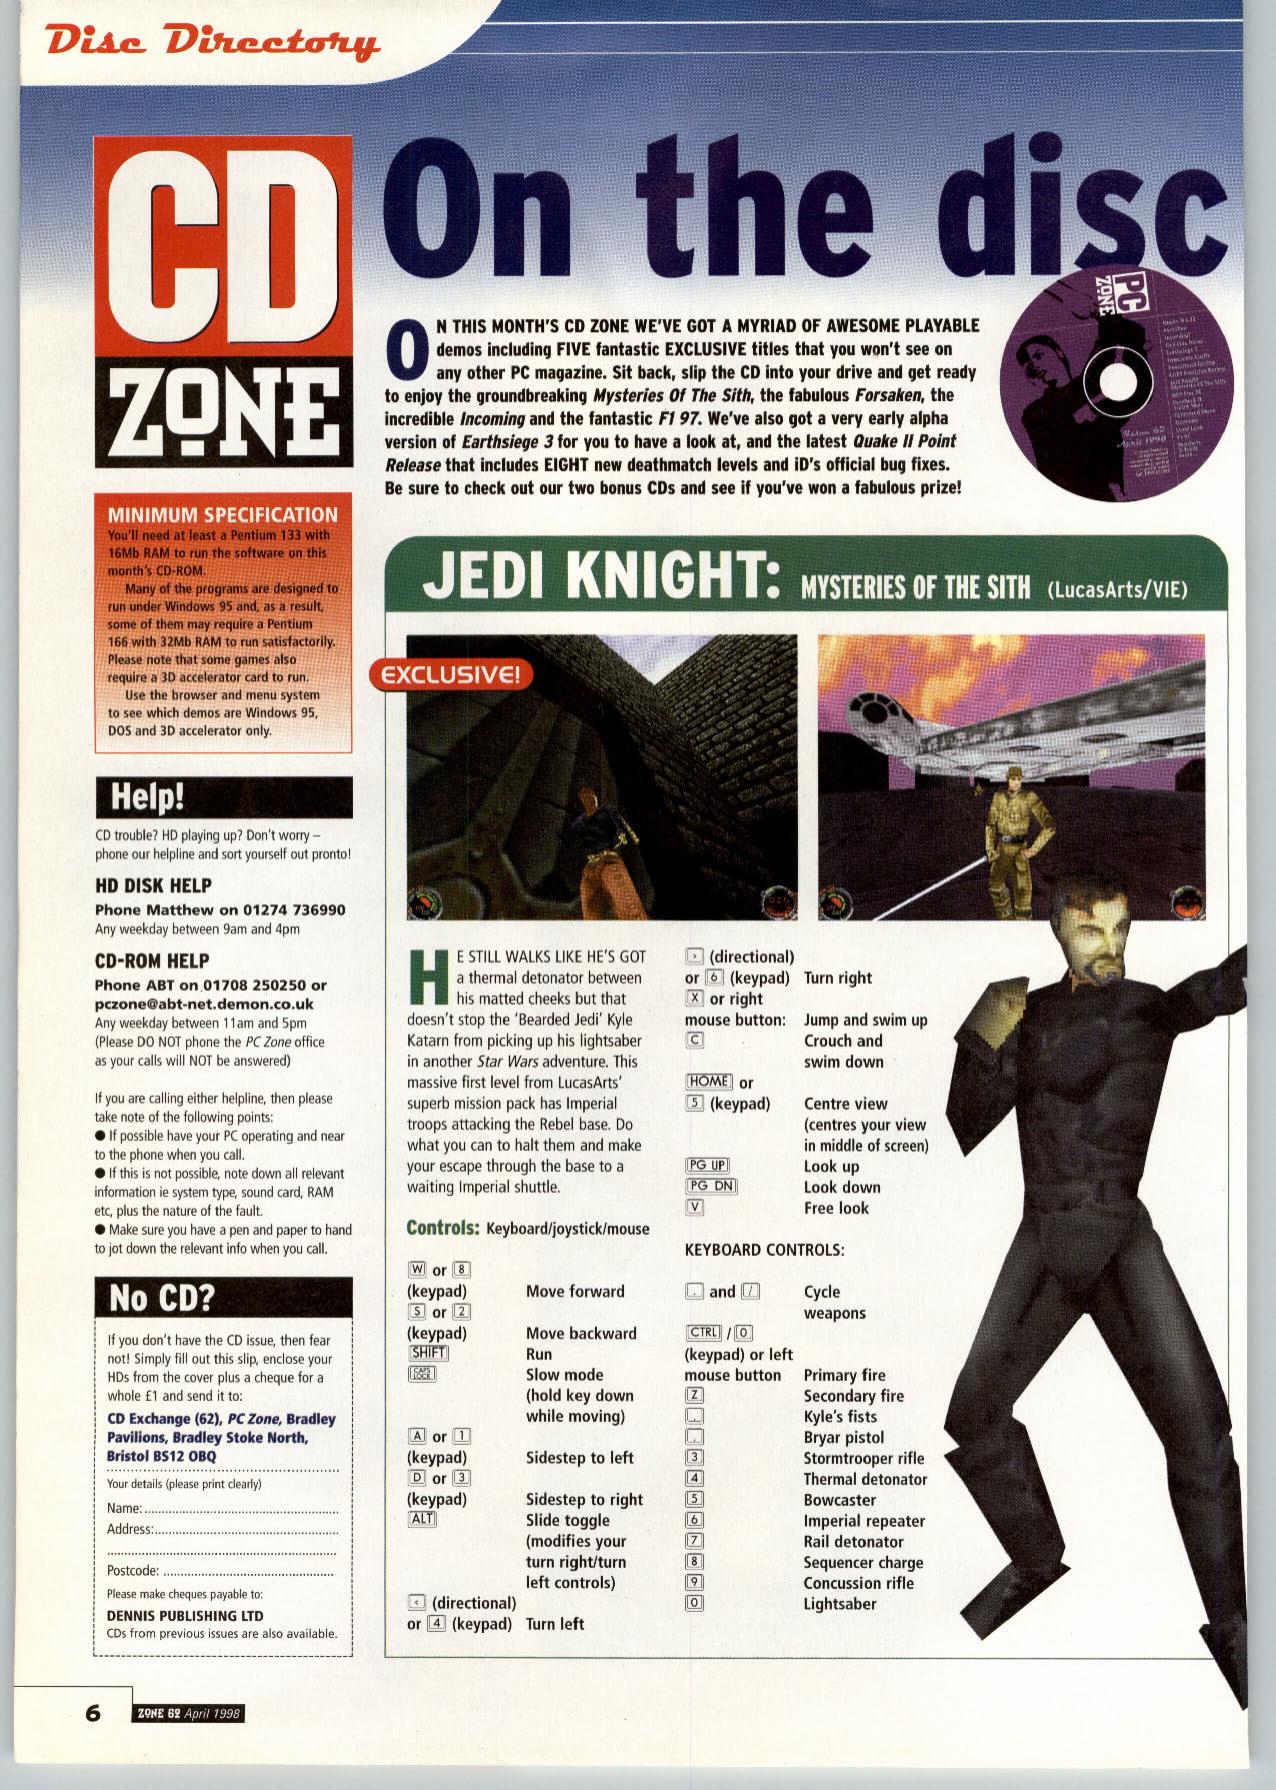 Disc Directory
CD
ZONE
On the disc
ON THIS MONTH'S CD ZONE WE'VE GOT A MYRIAD OF AWESOME PLAYABLE
demos including FIVE fantastic EXCLUSIVE titles that you won't see on
any other PC magazine. Sit back, slip the CD into your drive and get ready
to enjoy the groundbreaking Mysteries Of The Sith, the fabulous Forsaken, the
incredible Incoming and the fantastic F1 97. We've also got a very early alpha
version of Earthsiege 3 for you to have a look at, and the latest Quake II Point
Release that includes EIGHT new deathmatch levels and iD's official bug fixes.
Be sure to check out our two bonus CDs and see if you've won a fabulous prize!
PC
ZONE
Issue 62
April 1998
MINIMUM SPECIFICATION
You'll need at least a Pentium 133 with
16Mb RAM to run the software on this
month's CD-ROM.
Many of the programs are designed to
run under Windows 95 and, as a result,
some of them may require a Pentium
166 with 32Mb RAM to run satisfactorily.
Please note that some games also
require a 3D accelerator card to run.
Use the browser and menu system
to see which demos are Windows 95,
DOS and 3D accelerator only.
Help!
CD trouble? HD playing up? Don't worry –
phone our helpline and sort yourself out pronto!
HD DISK HELP
Phone Matthew on 01274 736990
Any weekday between 9am and 4pm
CD-ROM HELP
Phone ABT on 01708 250250 or
pczone@abt-net.demon.co.uk
Any weekday between 11am and 5pm
(Please DO NOT phone the PC Zone office
as your calls will NOT be answered)
If you are calling either helpline, then please
take note of the following points:
● If possible have your PC operating and near
to the phone when you call.
● If this is not possible, note down all relevant
information ie system type, sound card, RAM
etc, plus the nature of the fault.
● Make sure you have a pen and paper to hand
to jot down the relevant info when you call.
No CD?
If you don't have the CD issue, then fear
not! Simply fill out this slip, enclose your
HDs from the cover plus a cheque for a
whole £1 and send it to:
CD Exchange (62), PC Zone, Bradley
Pavilions, Bradley Stoke North,
Bristol BS12 OBQ
Your details (please print clearly)
Name:
Address:
Postcode:
Please make cheques payable to:
DENNIS PUBLISHING LTD
CDs from previous issues are also available.
JEDI KNIGHT: MYSTERIES OF THE SITH (LucasArts/VIE)
EXCLUSIVE!
HE STILL WALKS LIKE HE'S GOT
a thermal detonator between
his matted cheeks but that
doesn't stop the 'Bearded Jedi' Kyle
Katarn from picking up his lightsaber
in another Star Wars adventure. This
massive first level from LucasArts'
superb mission pack has Imperial
troops attacking the Rebel base. Do
what you can to halt them and make
your escape through the base to a
waiting Imperial shuttle.
Controls: Keyboard/joystick/mouse
W or 8
(keypad) Move forward
S or 2
(keypad) Move backward
SHIFT Run
CAPS LOCK Slow mode
(hold key down
while moving)
A or 1
(keypad) Sidestep to left
D or 3
(keypad) Sidestep to right
ALT Slide toggle
(modifies your
turn right/turn
left controls)
< (directional)
or 4 (keypad) Turn left
> (directional)
or 6 (keypad) Turn right
X or right
mouse button: Jump and swim up
C Crouch and
swim down
HOME or
5 (keypad) Centre view
(centres your view
in middle of screen)
PG UP Look up
PG DN Look down
V Free look
KEYBOARD CONTROLS:
. and / Cycle
weapons
CTRL / 0
(keypad) or left
mouse button Primary fire
Z Secondary fire
Kyle's fists
Bryar pistol
3 Stormtrooper rifle
4 Thermal detonator
5 Bowcaster
6 Imperial repeater
7 Rail detonator
8 Sequencer charge
9 Concussion rifle
0 Lightsaber
6
ZONE 62 April 1998